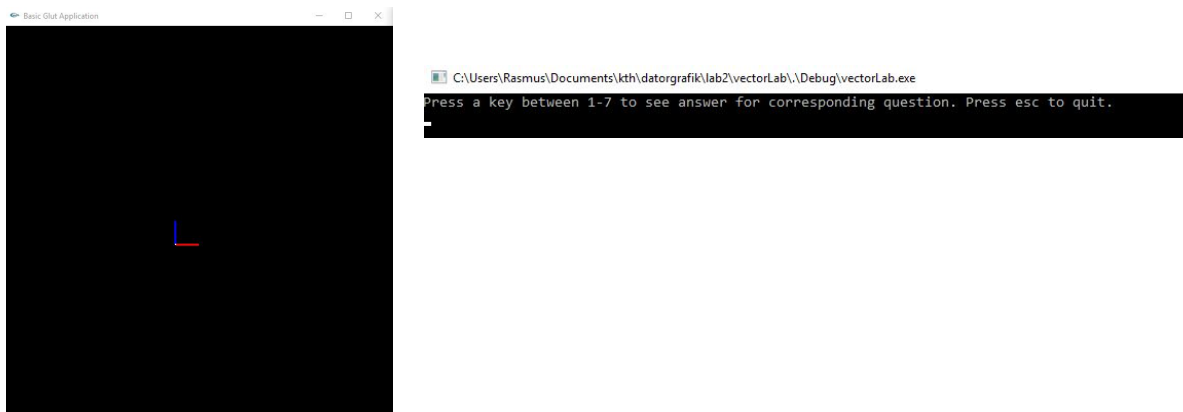 Basic Glut Application
C:\Users\Rasmus\Documents\kth\datorgrafik\lab2\vectorLab\.\Debug\vectorLab.exe
Press a key between 1-7 to see answer for corresponding question. Press esc to quit.